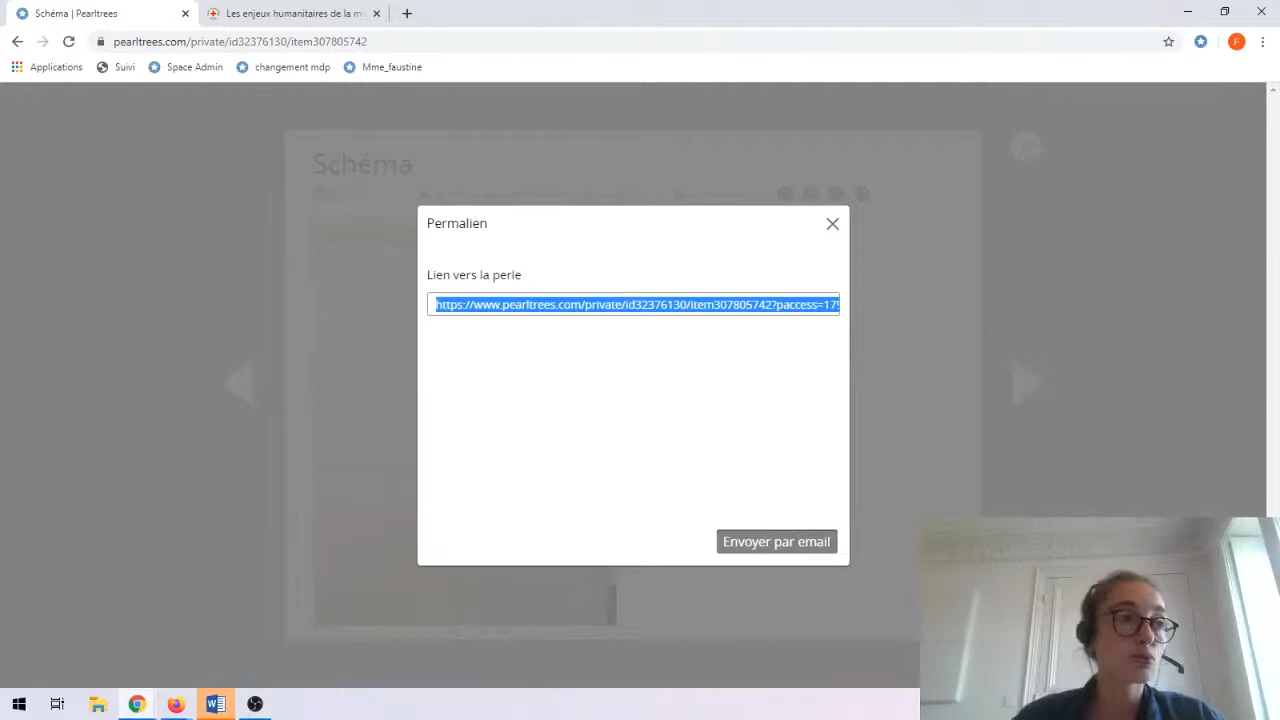 Schéma | Pearltrees
Les enjeux humanitaires de la m
pearltrees.com/private/id32376130/item307805742
F
Applications
Suivi
Space Admin
changement mdp
Mme_faustine
Schéma
Permalien
Lien vers la perle
https://www.pearltrees.com/private/id32376130/item307805742?paccess=179
Envoyer par email